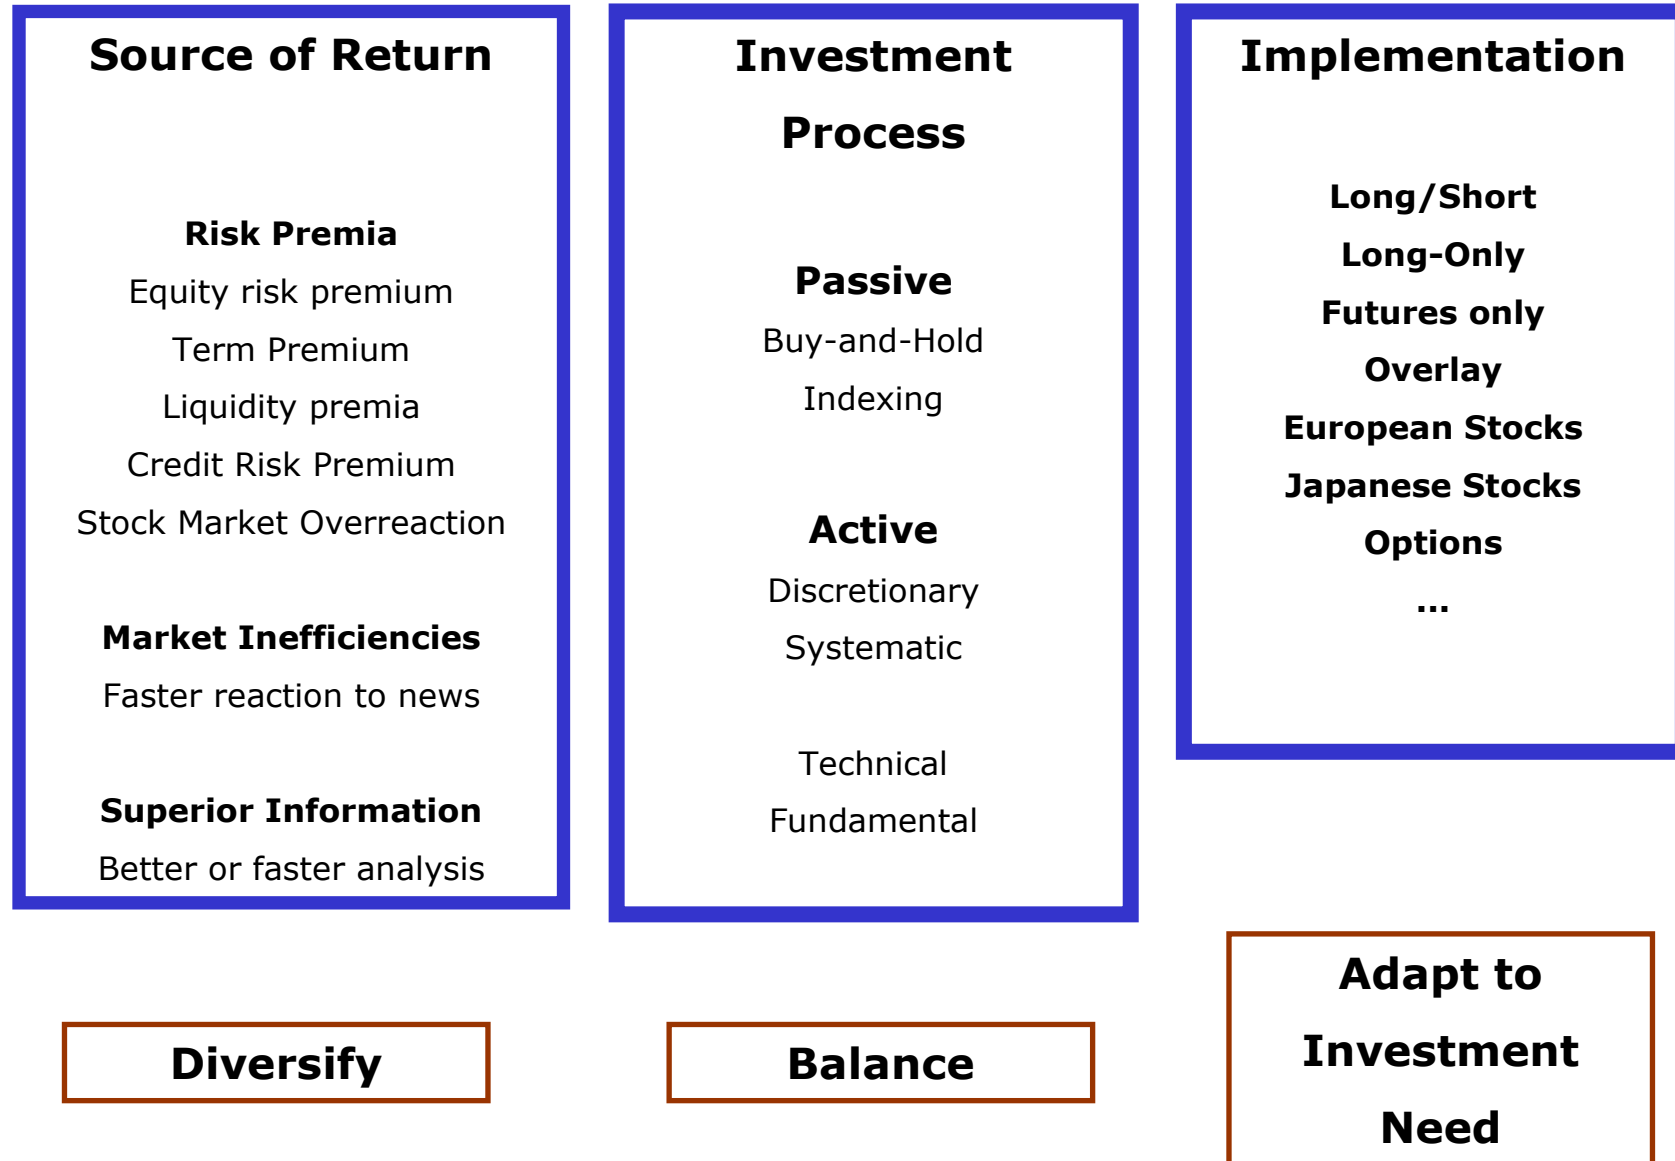 Source of Return
Risk Premia
Equity risk premium
Term Premium
Liquidity premia
Credit Risk Premium
Stock Market Overreaction
Market Inefficiencies
Faster reaction to news
Superior Information
Better or faster analysis
Diversify
Investment
Process
Passive
Buy-and-Hold
Indexing
Active
Discretionary
Systematic
Technical
Fundamental
Balance
Implementation
Long/Short
Long-Only
Futures only
Overlay
European Stocks
Japanese Stocks
Options
...
Adapt to
Investment
Need